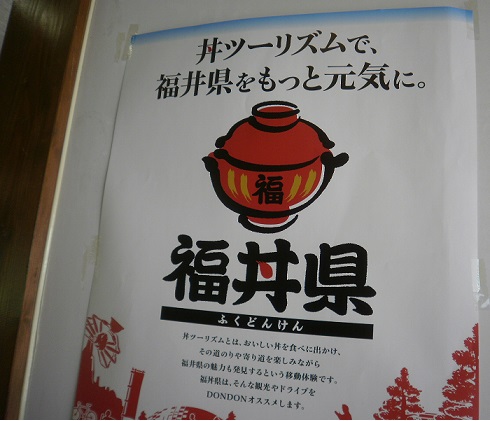 丼ツーリズムで、
福井県をもっと元気に。
福
福丼県
ふくどんけん
丼ツーリズムとは、おいしい丼を食べに出かけ、
その道のりや寄り道を楽しみながら
福井県の魅力も発見するという移動体験です。
福丼県は、そんな観光やドライブを
DONDONオススメします。